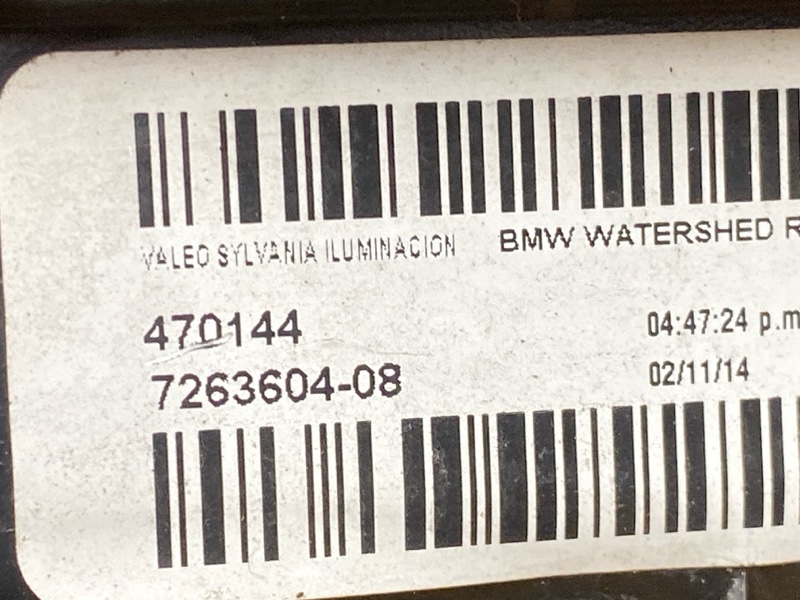 VALEO SYLVANIA ILUMINACION BMW WATERSHED R
470144 04:47:24 p.m
7263604-08 02/11/14